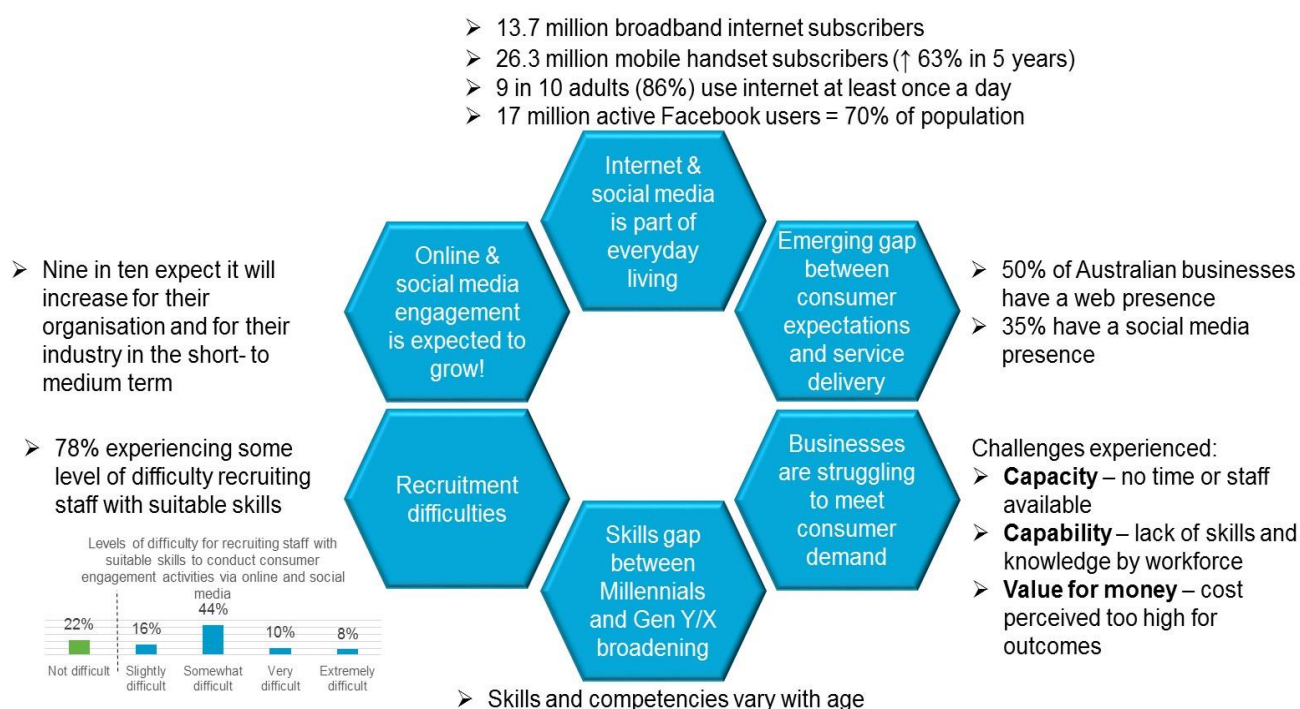 ➢ 13.7 million broadband internet subscribers
➢ 26.3 million mobile handset subscribers (↑ 63% in 5 years)
➢ 9 in 10 adults (86%) use internet at least once a day
➢ 17 million active Facebook users = 70% of population
Internet &
social media
is part of
everyday
living
Emerging gap
between
consumer
expectations
and service
delivery
➢ 50% of Australian businesses
have a web presence
➢ 35% have a social media
presence
Businesses
are struggling
to meet
consumer
demand
Challenges experienced:
➢ Capacity – no time or staff
available
➢ Capability – lack of skills and
knowledge by workforce
➢ Value for money – cost
perceived too high for
outcomes
Skills gap
between
Millennials
and Gen Y/X
broadening
➢ Skills and competencies vary with age
Recruitment
difficulties
➢ 78% experiencing some
level of difficulty recruiting
staff with suitable skills
Levels of difficulty for recruiting staff with
suitable skills to conduct consumer
engagement activities via online and social
media
22%
16%
44%
10%
8%
Not difficult
Slightly
difficult
Somewhat
difficult
Very
difficult
Extremely
difficult
Online &
social media
engagement
is expected to
grow!
➢ Nine in ten expect it will
increase for their
organisation and for their
industry in the short- to
medium term